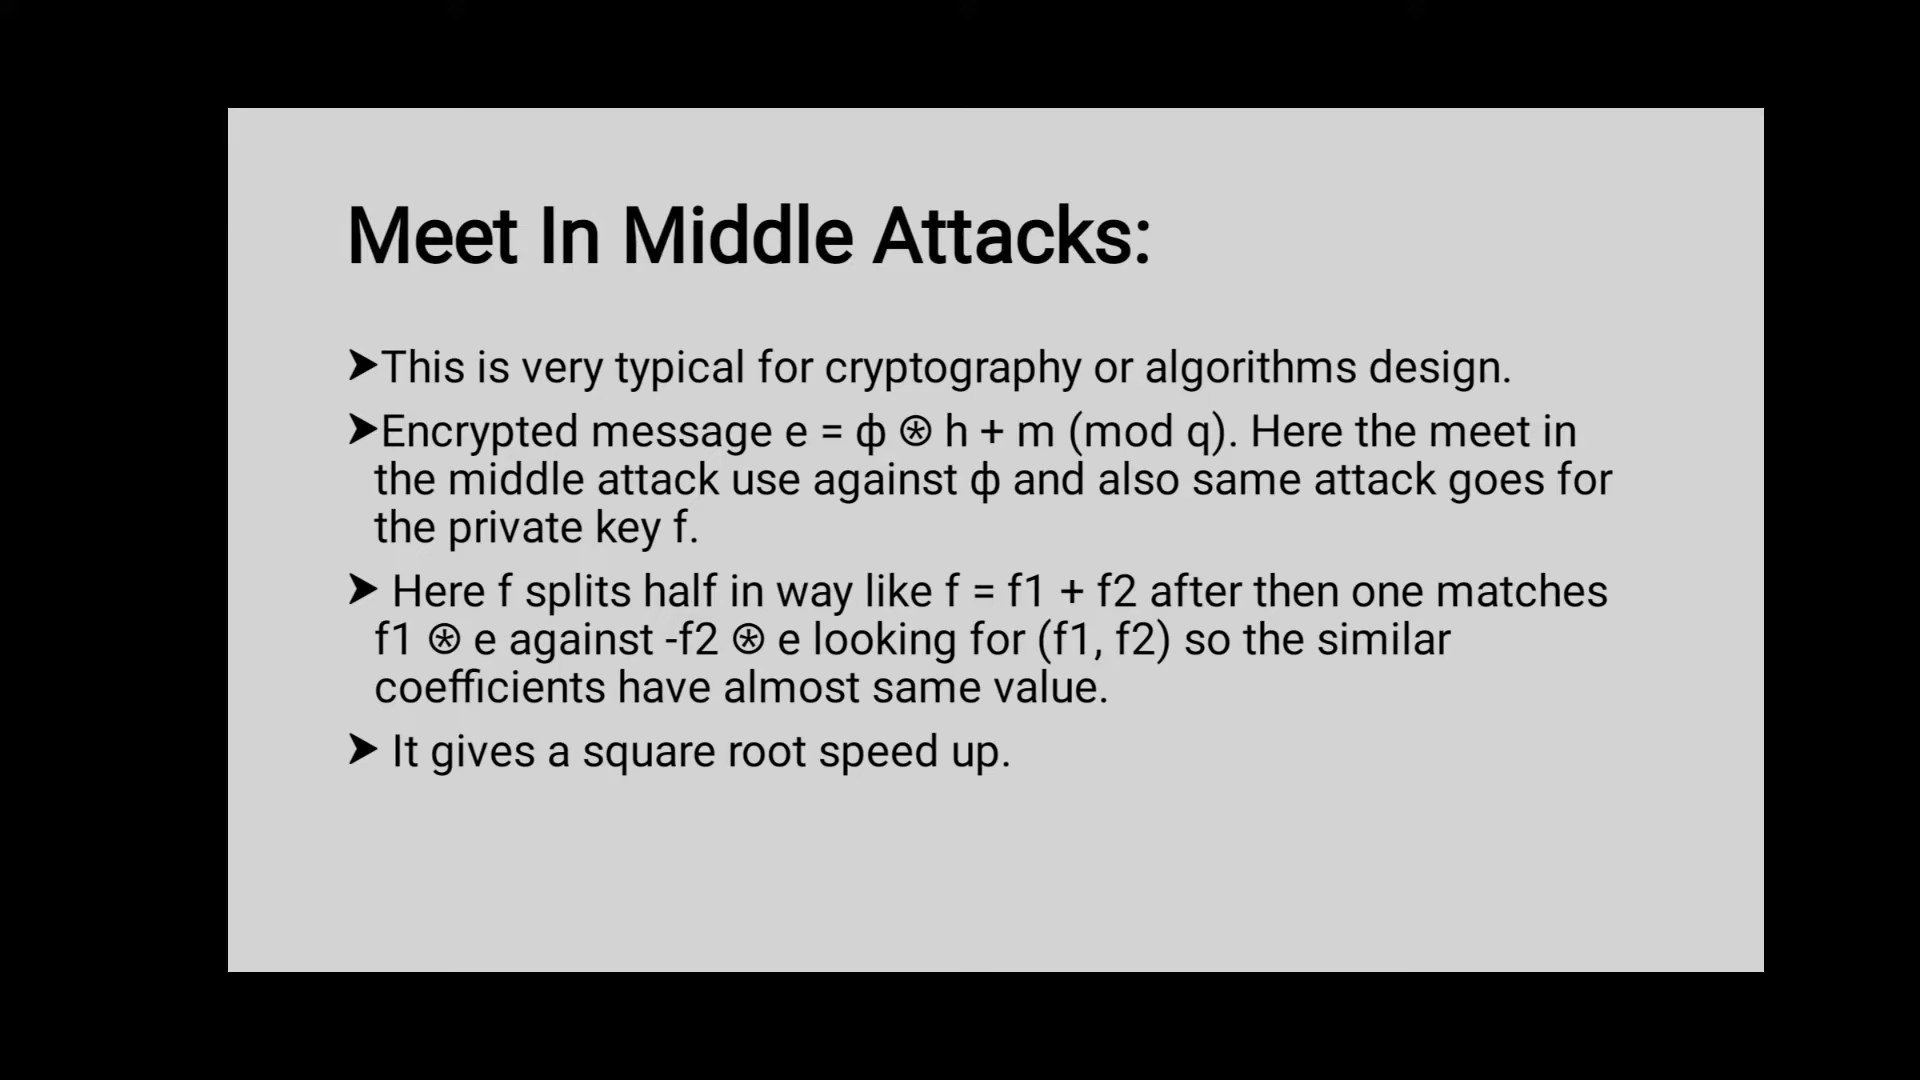 Meet In Middle Attacks:
➤This is very typical for cryptography or algorithms design.
➤Encrypted message e = ф ⊛ h + m (mod q). Here the meet in
the middle attack use against ф and also same attack goes for
the private key f.
➤ Here f splits half in way like f = f1 + f2 after then one matches
f1 ⊛ e against -f2 ⊛ e looking for (f1, f2) so the similar
coefficients have almost same value.
➤ It gives a square root speed up.